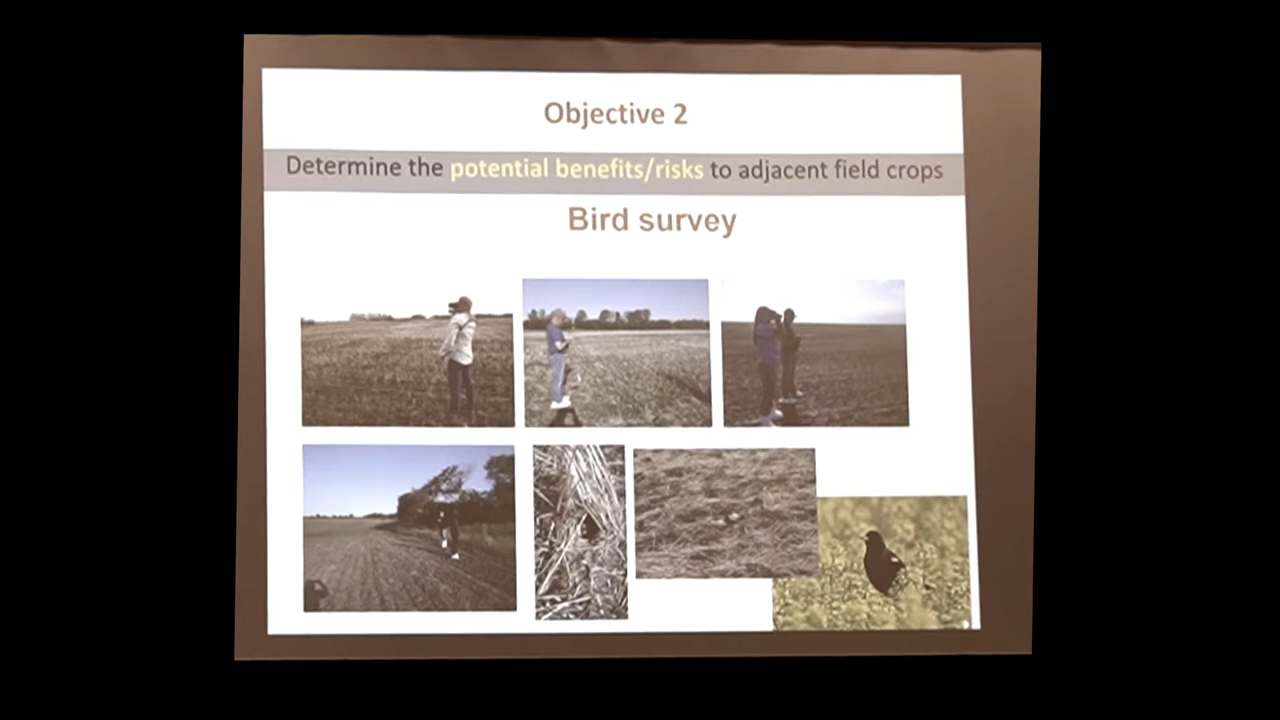 Objective 2
Determine the potential benefits/risks to adjacent field crops
Bird survey